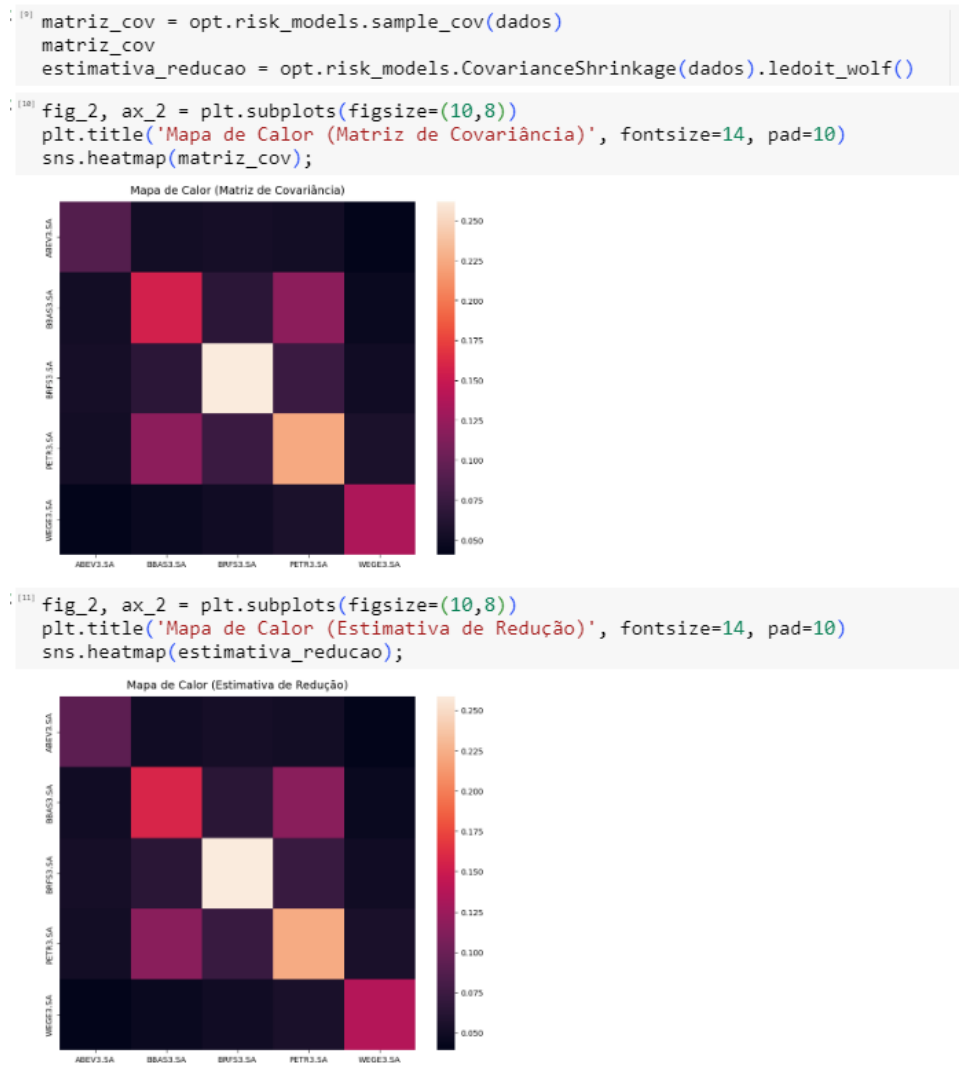 [9] matriz_cov = opt.risk_models.sample_cov(dados)
matriz_cov
estimativa_reducao = opt.risk_models.CovarianceShrinkage(dados).ledoit_wolf()
[10] fig_2, ax_2 = plt.subplots(figsize=(10,8))
plt.title('Mapa de Calor (Matriz de Covariância)', fontsize=14, pad=10)
sns.heatmap(matriz_cov);
Mapa de Calor (Matriz de Covariância)
ABEV3.SA
BBAS3.SA
BRFS3.SA
PETR3.SA
WEGE3.SA
ABEV3.SA BBAS3.SA BRFS3.SA PETR3.SA WEGE3.SA
0.250
0.225
0.200
0.175
0.150
0.125
0.100
0.075
0.050
[11] fig_2, ax_2 = plt.subplots(figsize=(10,8))
plt.title('Mapa de Calor (Estimativa de Redução)', fontsize=14, pad=10)
sns.heatmap(estimativa_reducao);
Mapa de Calor (Estimativa de Redução)
ABEV3.SA
BBAS3.SA
BRFS3.SA
PETR3.SA
WEGE3.SA
ABEV3.SA BBAS3.SA BRFS3.SA PETR3.SA WEGE3.SA
0.250
0.225
0.200
0.175
0.150
0.125
0.100
0.075
0.050